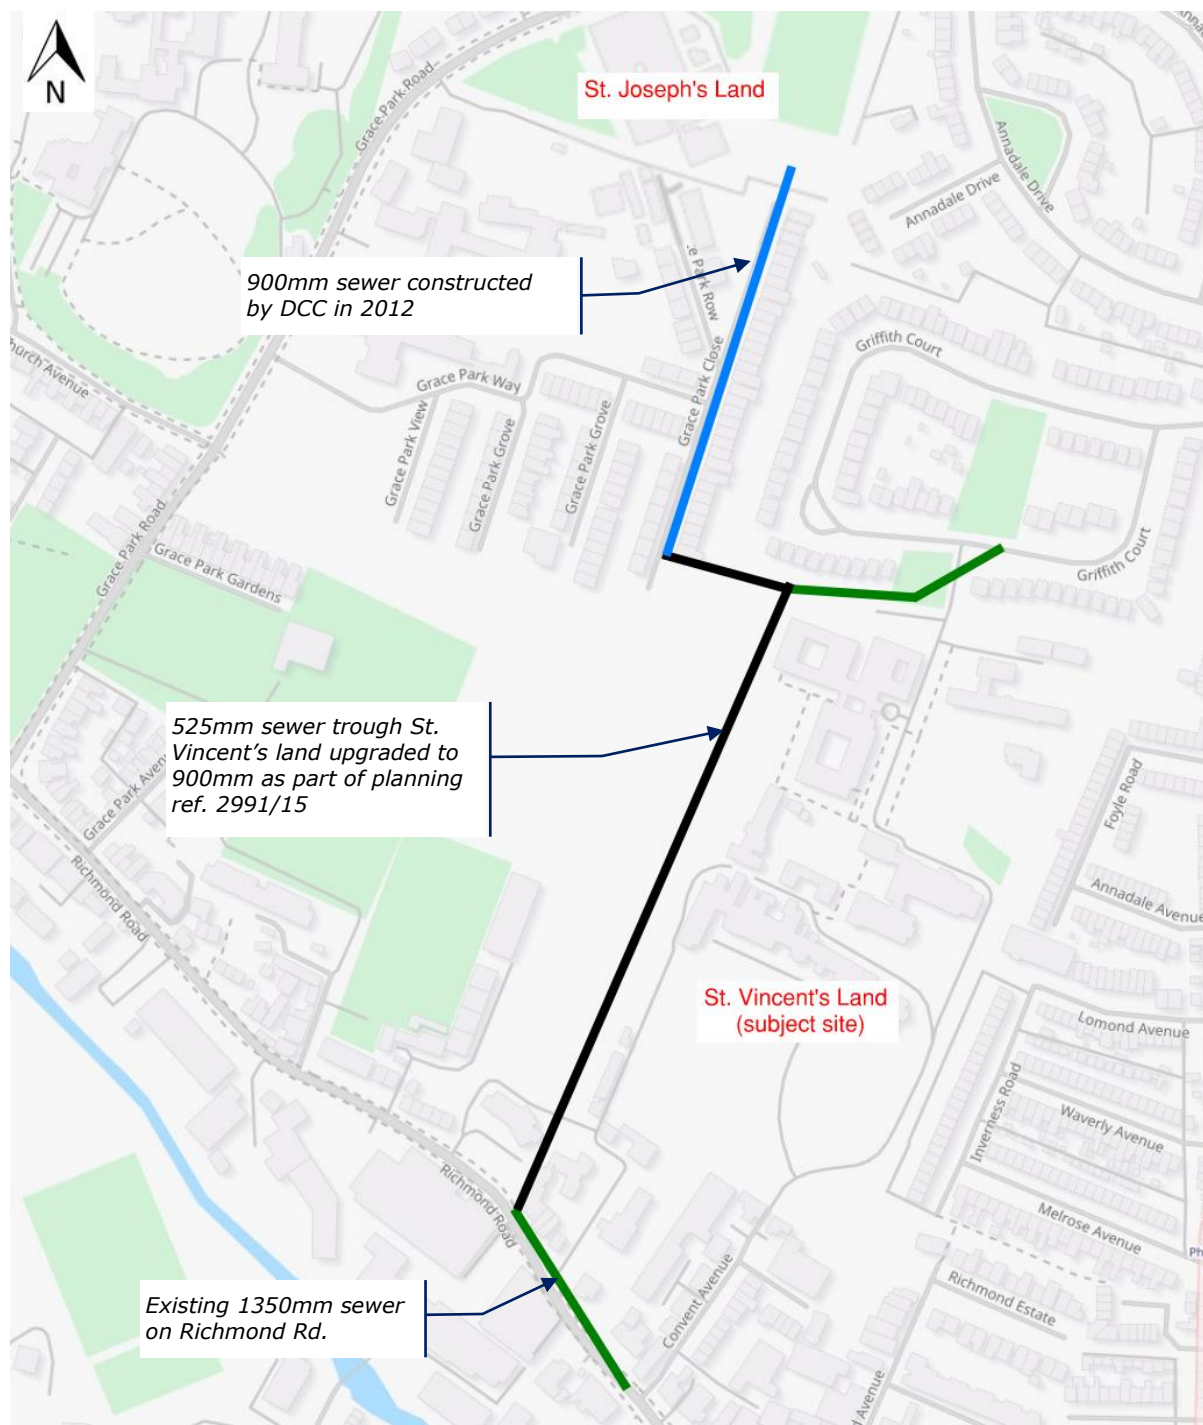 N
St. Joseph's Land
Grace Park Road
Annadale Drive
Annadale Drive
900mm sewer constructed
by DCC in 2012
Griffith Court
Grace Park Way
Grace Park Close
Grace Park View
Grace Park Grove
Grace Park Grove
Grace Park Road
Grace Park Gardens
Griffith Court
525mm sewer trough St.
Vincent's land upgraded to
900mm as part of planning
ref. 2991/15
Foyle Road
Richmond Road
Annadale Avenue
St. Vincent's Land
(subject site)
Lomond Avenue
Inverness Road
Waverly Avenue
Richmond Road
Melrose Avenue
Existing 1350mm sewer
on Richmond Rd.
Convent Avenue
Richmond Estate